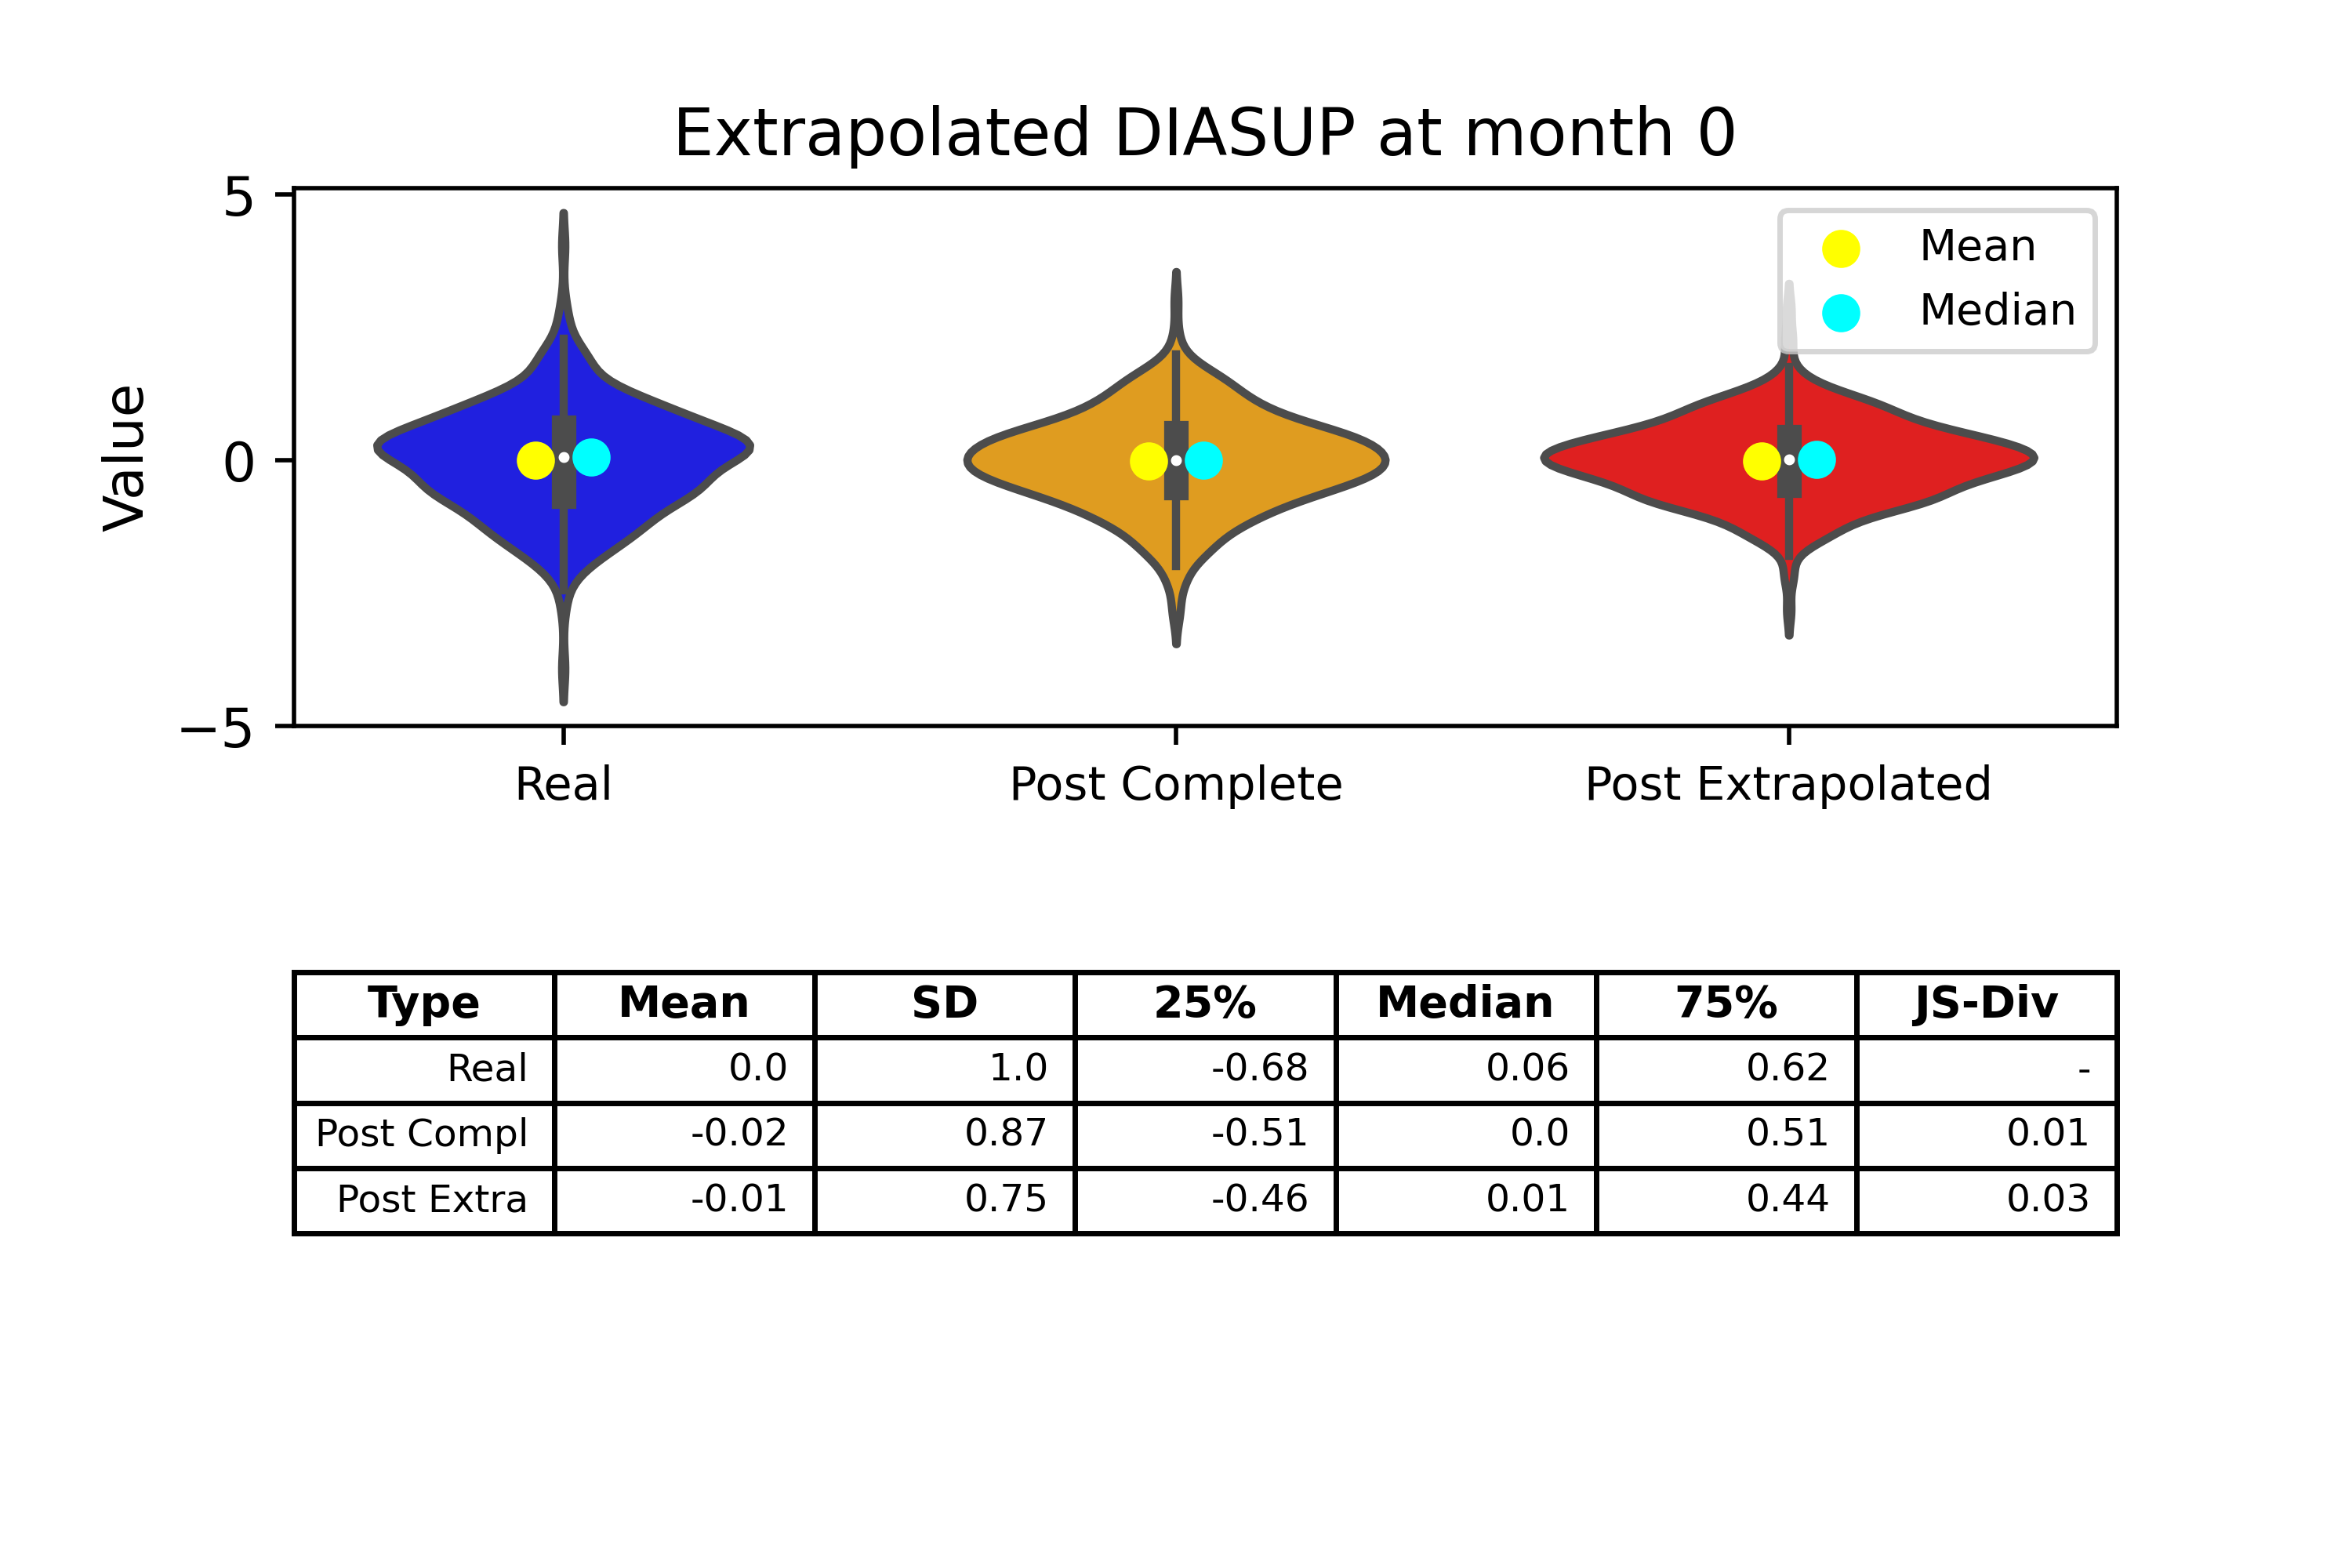 Extrapolated DIASUP at month 0
5
0
−5
Value
Mean
Median
Real Post Complete Post Extrapolated
Type Mean SD 25% Median 75% JS-Div
Real 0.0 1.0 -0.68 0.06 0.62 -
Post Compl -0.02 0.87 -0.51 0.0 0.51 0.01
Post Extra -0.01 0.75 -0.46 0.01 0.44 0.03